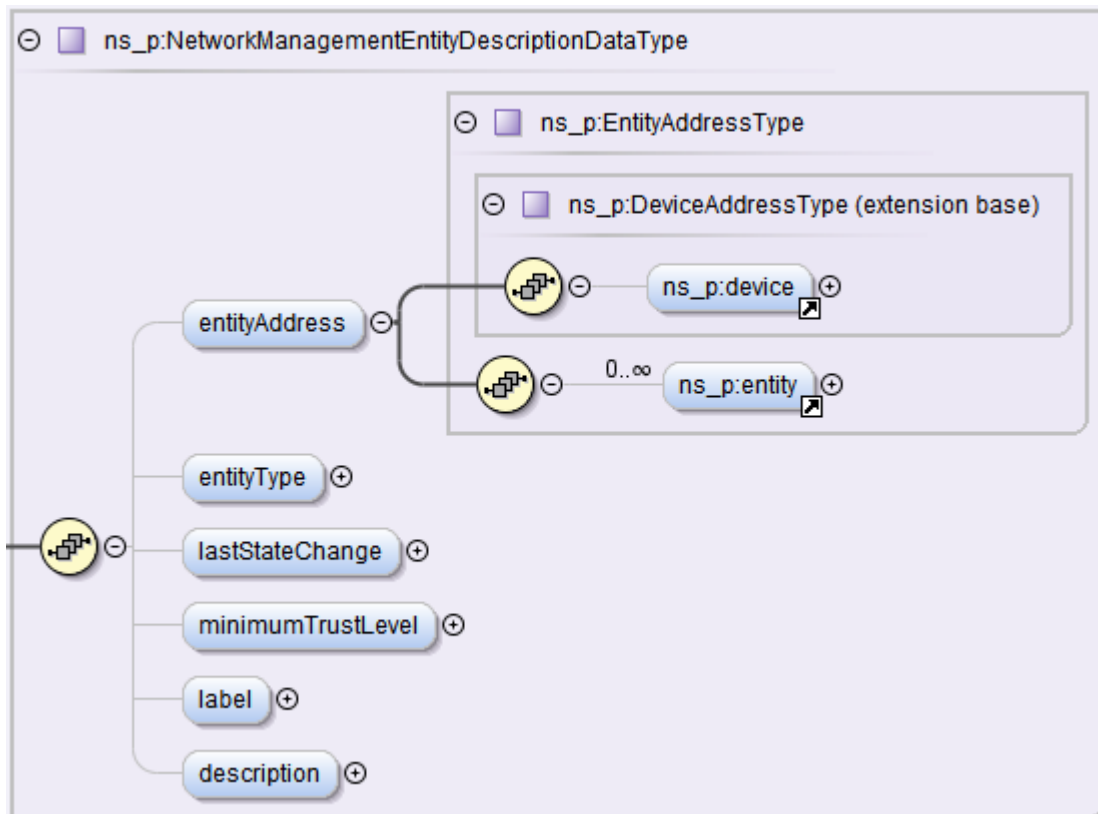 ns_p:NetworkManagementEntityDescriptionDataType
ns_p:EntityAddressType
ns_p:DeviceAddressType (extension base)
ns_p:device
entityAddress
0..∞
ns_p:entity
entityType
lastStateChange
minimumTrustLevel
label
description